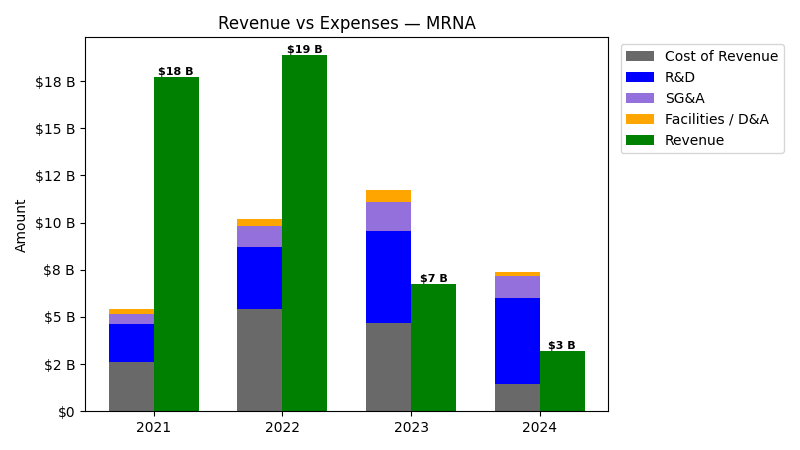 Revenue vs Expenses — MRNA
$18 B
$19 B
$7 B
$3 B
$18 B
$15 B
$12 B
$10 B
$8 B
$5 B
$2 B
$0
Amount
2021
2022
2023
2024
Cost of Revenue
R&D
SG&A
Facilities / D&A
Revenue